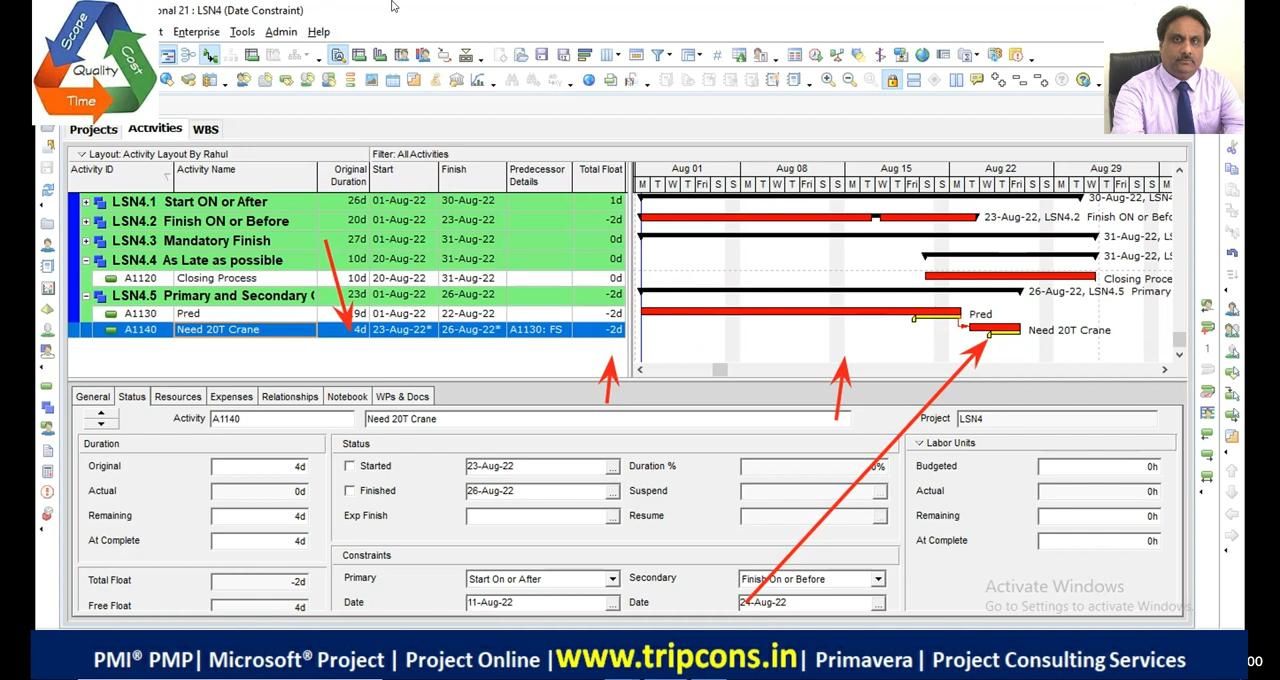 onal 21 : LSN4 (Date Constraint)
Scope
Cost
Quality
Time
t Enterprise Tools Admin Help
Projects Activities WBS
Layout: Activity Layout By Rahul Filter: All Activities
Activity ID Activity Name Original Duration Start Finish Predecessor Details Total Float
Aug 01 Aug 08 Aug 15 Aug 22 Aug 29
M T W T Fri S S M T W T Fri S S M T W T Fri S S M T W T Fri S S M T W T Fri S S M
LSN4.1 Start ON or After 26d 01-Aug-22 30-Aug-22 1d 30-Aug-22, LSN4
LSN4.2 Finish ON or Before 20d 01-Aug-22 23-Aug-22 -2d 23-Aug-22, LSN4.2 Finish ON or Befo
LSN4.3 Mandatory Finish 27d 01-Aug-22 31-Aug-22 0d 31-Aug-22, LS
LSN4.4 As Late as possible 10d 20-Aug-22 31-Aug-22 0d 31-Aug-22, LS
A1120 Closing Process 10d 20-Aug-22 31-Aug-22 0d Closing Proce
LSN4.5 Primary and Secondary C 23d 01-Aug-22 26-Aug-22 -2d 26-Aug-22, LSN4.5 Primary
A1130 Pred 9d 01-Aug-22 22-Aug-22 -2d Pred
A1140 Need 20T Crane 4d 23-Aug-22* 26-Aug-22* A1130: FS -2d Need 20T Crane
General Status Resources Expenses Relationships Notebook WPs & Docs
Activity A1140 Need 20T Crane Project LSN4
Duration Status Labor Units
Original 4d Started 23-Aug-22 Duration % 0% Budgeted 0h
Actual 0d Finished 26-Aug-22 Suspend Actual 0h
Remaining 4d Exp Finish Resume Remaining 0h
At Complete 4d At Complete 0h
Constraints
Total Float -2d Primary Start On or After Secondary Finish On or Before
Free Float 4d Date 11-Aug-22 Date 24-Aug-22
Activate Windows
Go to Settings to activate Windows.
PMI® PMP| Microsoft® Project | Project Online |www.tripcons.in| Primavera | Project Consulting Services
:00